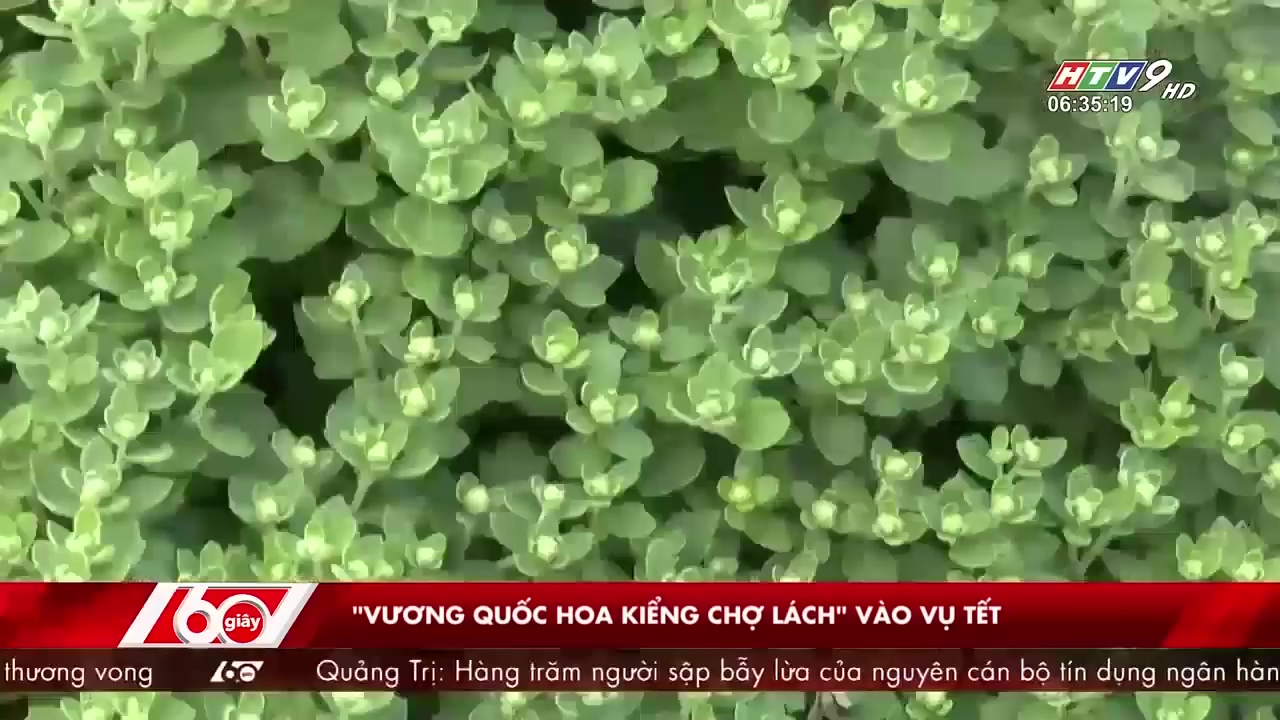 HTV9 HD
06:35:19
60 giây
"VƯƠNG QUỐC HOA KIỂNG CHỢ LÁCH" VÀO VỤ TẾT
thương vong 60 giây Quảng Trị: Hàng trăm người sập bẫy lừa của nguyên cán bộ tín dụng ngân hàn